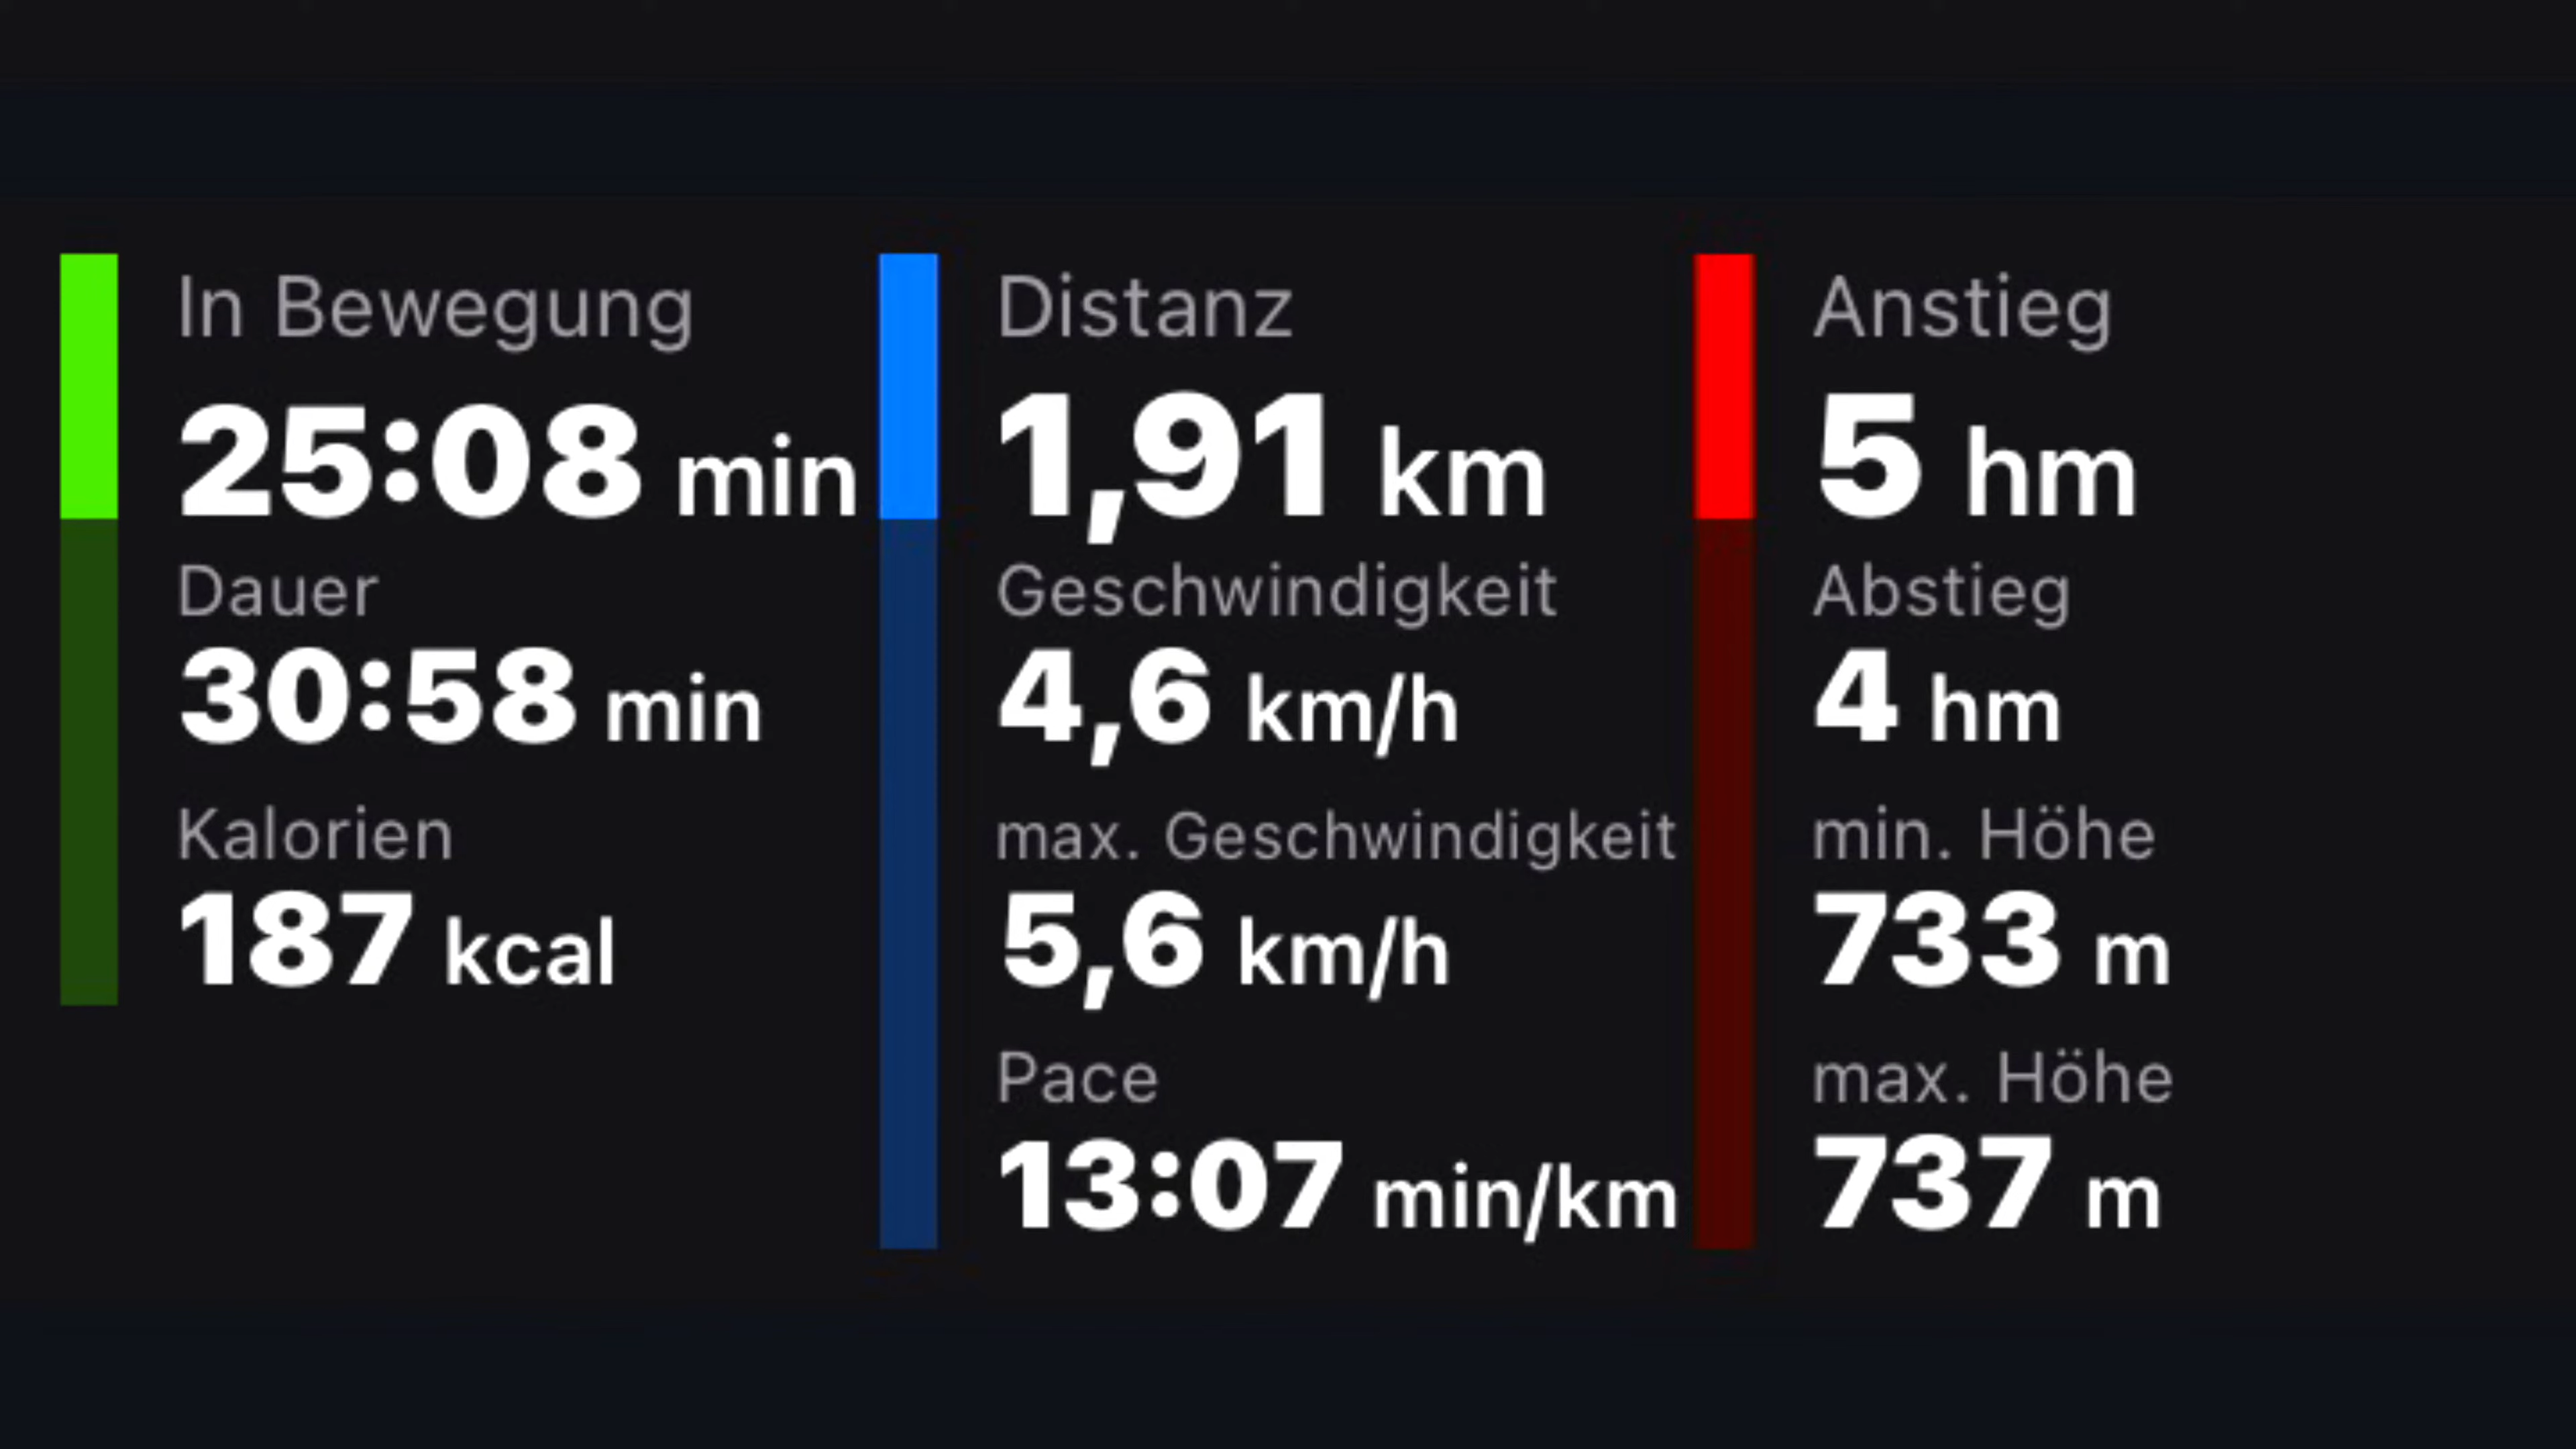 In Bewegung
25:08 min
Dauer
30:58 min
Kalorien
187 kcal
Distanz
1,91 km
Geschwindigkeit
4,6 km/h
max. Geschwindigkeit
5,6 km/h
Pace
13:07 min/km
Anstieg
5 hm
Abstieg
4 hm
min. Höhe
733 m
max. Höhe
737 m